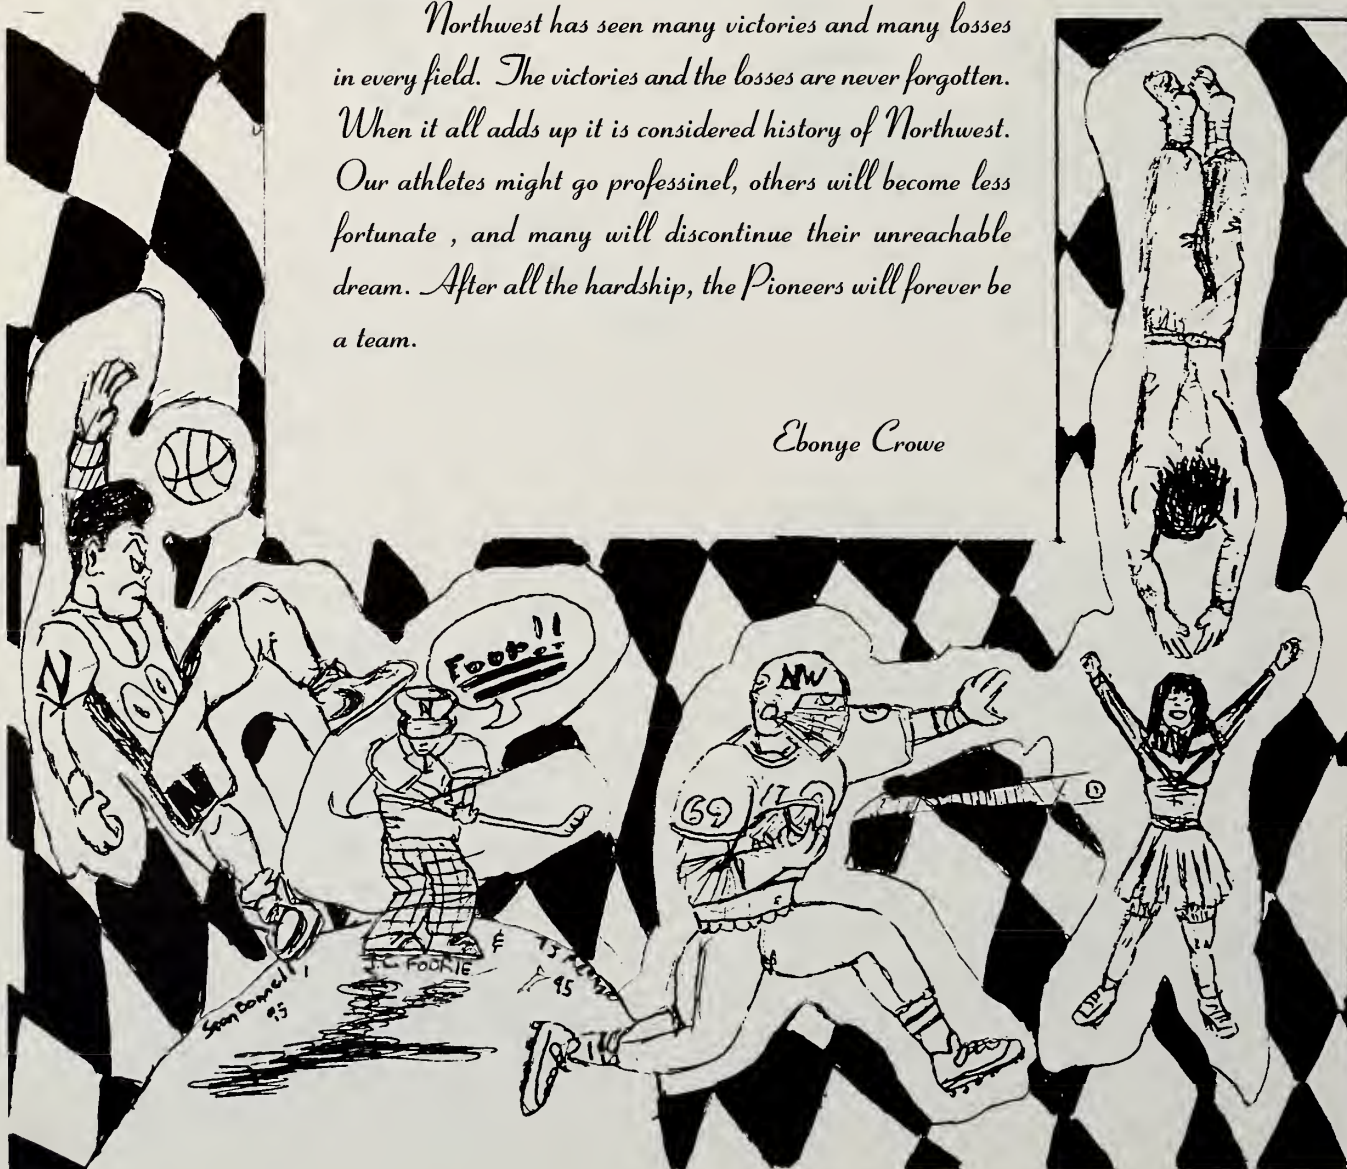 Northwest has seen many victories and many losses
in every field. The victories and the losses are never forgotten.
When it all adds up it is considered history of Northwest.
Our athletes might go professinel, others will become less
fortunate , and many will discontinue their unreachable
dream. After all the hardship, the Pioneers will forever be
a team.
Ebonye Crowe
N
N
N
NW
69
J.C. FOORIE
95
95